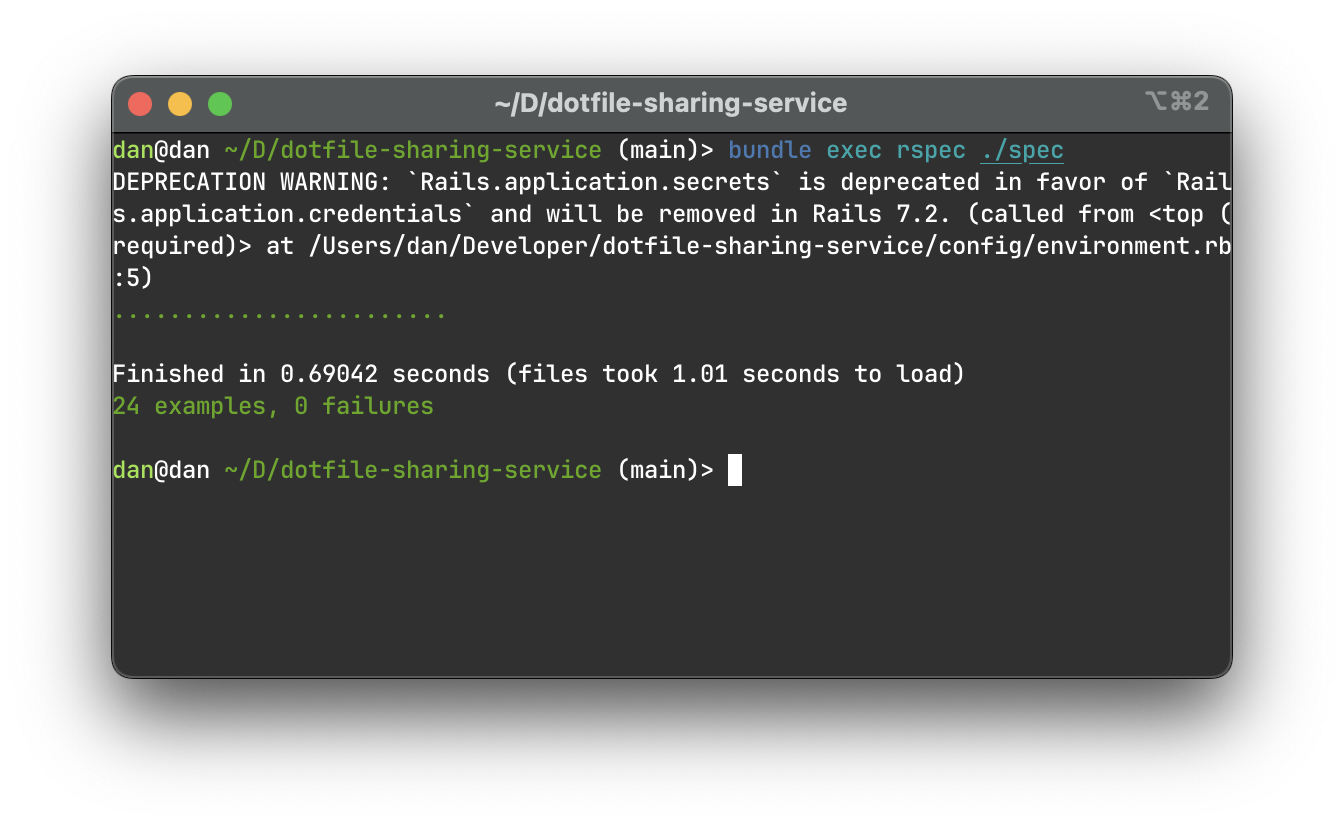 ~/D/dotfile-sharing-service
⌥⌘2
dan@dan ~/D/dotfile-sharing-service (main)> bundle exec rspec ./spec
DEPRECATION WARNING: `Rails.application.secrets` is deprecated in favor of `Rail
s.application.credentials` and will be removed in Rails 7.2. (called from <top (
required)> at /Users/dan/Developer/dotfile-sharing-service/config/environment.rb
:5)
........................
Finished in 0.69042 seconds (files took 1.01 seconds to load)
24 examples, 0 failures
dan@dan ~/D/dotfile-sharing-service (main)>